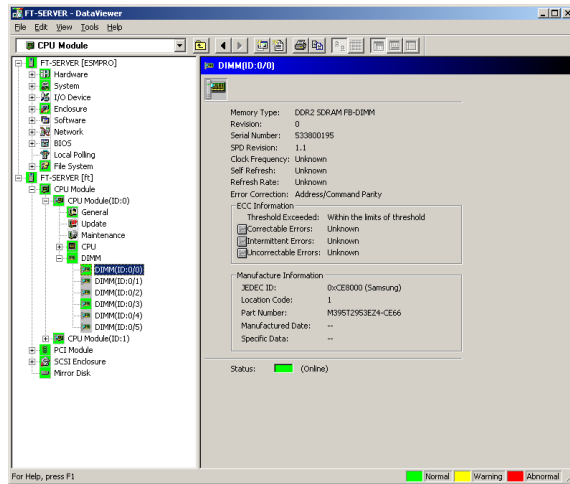 FT-SERVER - DataViewer
File Edit View Tools Help
CPU Module
FT-SERVER [ESMPRO]
Hardware
System
I/O Device
Enclosure
Software
Network
BIOS
Local Polling
File System
FT-SERVER [ft]
CPU Module
CPU Module(ID:0)
General
Update
Maintenance
CPU
DIMM
DIMM(ID:0/0)
DIMM(ID:0/1)
DIMM(ID:0/2)
DIMM(ID:0/3)
DIMM(ID:0/4)
DIMM(ID:0/5)
CPU Module(ID:1)
PCI Module
SCSI Enclosure
Mirror Disk
DIMM(ID:0/0)
Memory Type: DDR2 SDRAM FB-DIMM
Revision: 0
Serial Number: 533800195
SPD Revision: 1.1
Clock Frequency: Unknown
Self Refresh: Unknown
Refresh Rate: Unknown
Error Correction: Address/Command Parity
ECC Information
Threshold Exceeded: Within the limits of threshold
Correctable Errors: Unknown
Intermittent Errors: Unknown
Uncorrectable Errors: Unknown
Manufacture Information
JEDEC ID: 0xCE8000 (Samsung)
Location Code: 1
Part Number: M395T2953EZ4-CE66
Manufactured Date: --
Specific Data: --
Status: (Online)
For Help, press F1
Normal Warning Abnormal